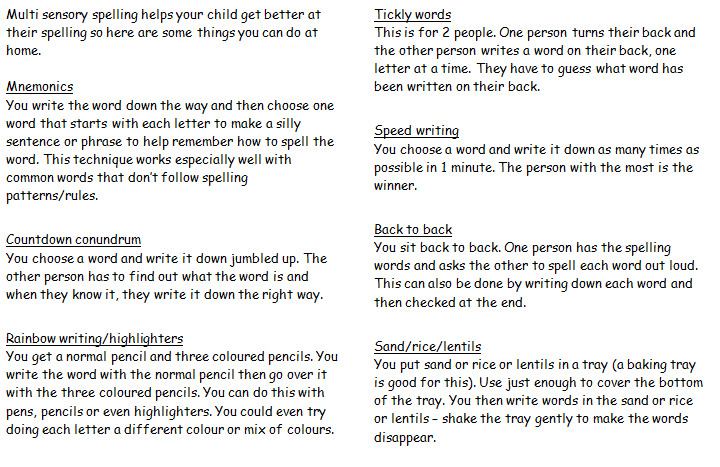 Multi sensory spelling helps your child get better at
their spelling so here are some things you can do at
home.
Mnemonics
You write the word down the way and then choose one
word that starts with each letter to make a silly
sentence or phrase to help remember how to spell the
word. This technique works especially well with
common words that don't follow spelling
patterns/rules.
Countdown conundrum
You choose a word and write it down jumbled up. The
other person has to find out what the word is and
when they know it, they write it down the right way.
Rainbow writing/highlighters
You get a normal pencil and three coloured pencils. You
write the word with the normal pencil then go over it
with the three coloured pencils. You can do this with
pens, pencils or even highlighters. You could even try
doing each letter a different colour or mix of colours.
Tickly words
This is for 2 people. One person turns their back and
the other person writes a word on their back, one
letter at a time. They have to guess what word has
been written on their back.
Speed writing
You choose a word and write it down as many times as
possible in 1 minute. The person with the most is the
winner.
Back to back
You sit back to back. One person has the spelling
words and asks the other to spell each word out loud.
This can also be done by writing down each word and
then checked at the end.
Sand/rice/lentils
You put sand or rice or lentils in a tray (a baking tray
is good for this). Use just enough to cover the bottom
of the tray. You then write words in the sand or rice
or lentils – shake the tray gently to make the words
disappear.